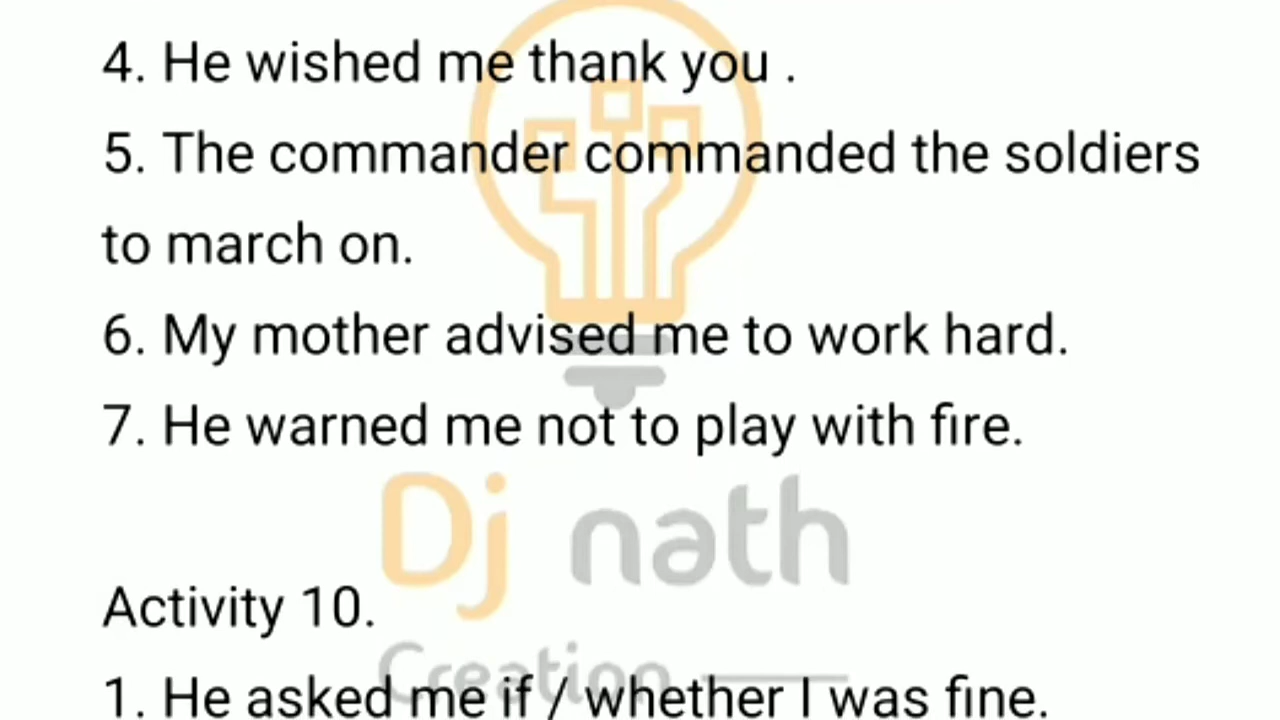 4. He wished me thank you .
5. The commander commanded the soldiers
to march on.
6. My mother advised me to work hard.
7. He warned me not to play with fire.
Dj nath
Activity 10.
Creation
1. He asked me if / whether I was fine.